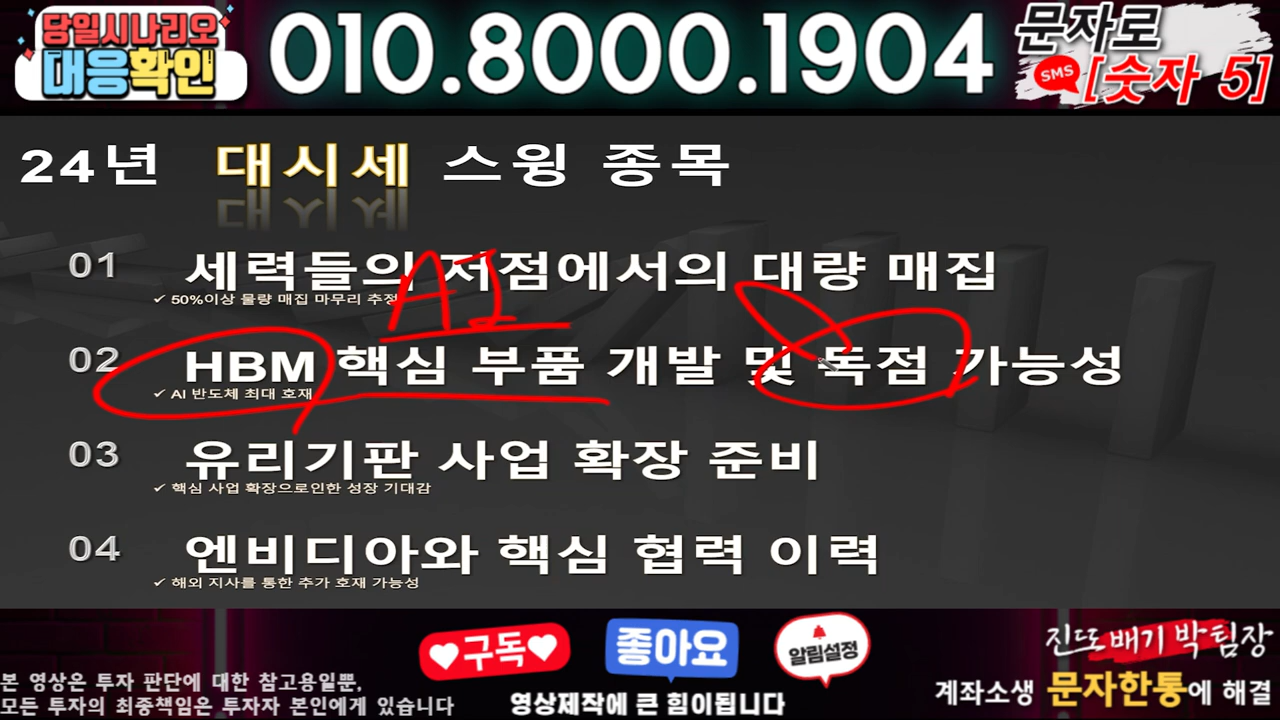 당일시나리오
대응확인
010.8000.1904
문자로
SMS [숫자 5]
24년 대시세 스윙 종목
01 세력들의 저점에서의 대량 매집
✓ 50%이상 물량 매집 마무리 추정
AI
02 HBM 핵심 부품 개발 및 독점 가능성
✓ AI 반도체 최대 호재
03 유리기판 사업 확장 준비
✓ 핵심 사업 확장으로인한 성장 기대감
04 엔비디아와 핵심 협력 이력
✓ 해외 지사를 통한 추가 호재 가능성
구독
좋아요
알림설정
영상제작에 큰 힘이됩니다
본 영상은 투자 판단에 대한 참고용일뿐,
모든 투자의 최종책임은 투자자 본인에게 있습니다
진또배기 박팀장
계좌소생 문자한통에 해결